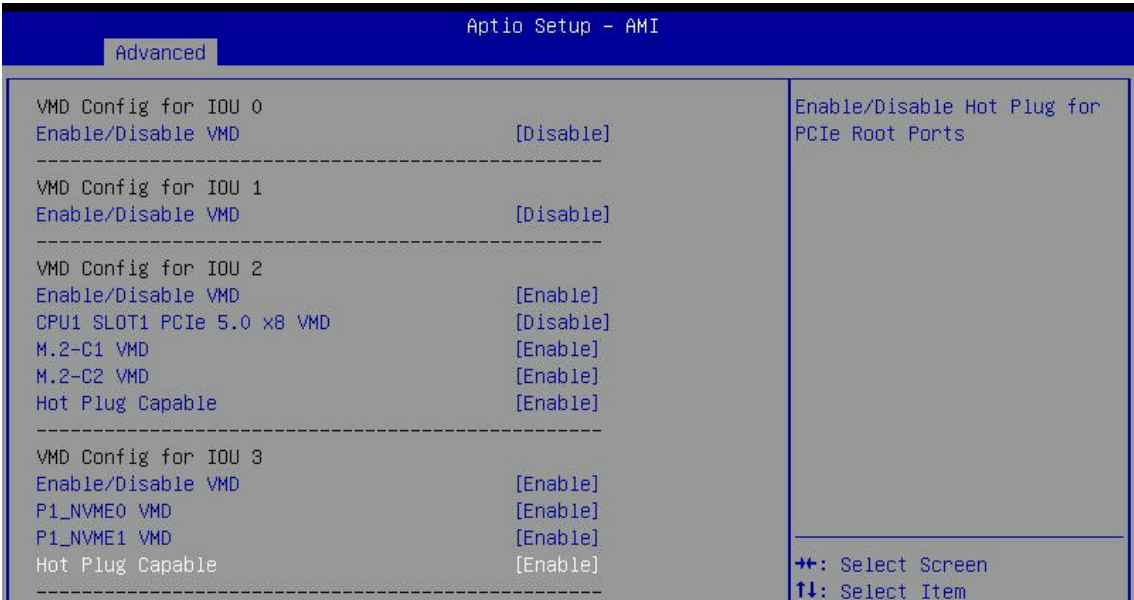 Aptio Setup – AMI
Advanced
VMD Config for IOU 0
Enable/Disable VMD [Disable]
--------------------------------------------------
VMD Config for IOU 1
Enable/Disable VMD [Disable]
--------------------------------------------------
VMD Config for IOU 2
Enable/Disable VMD [Enable]
CPU1 SLOT1 PCIe 5.0 x8 VMD [Disable]
M.2-C1 VMD [Enable]
M.2-C2 VMD [Enable]
Hot Plug Capable [Enable]
--------------------------------------------------
VMD Config for IOU 3
Enable/Disable VMD [Enable]
P1_NVME0 VMD [Enable]
P1_NVME1 VMD [Enable]
Hot Plug Capable [Enable]
--------------------------------------------------
Enable/Disable Hot Plug for
PCIe Root Ports
→←: Select Screen
↑↓: Select Item